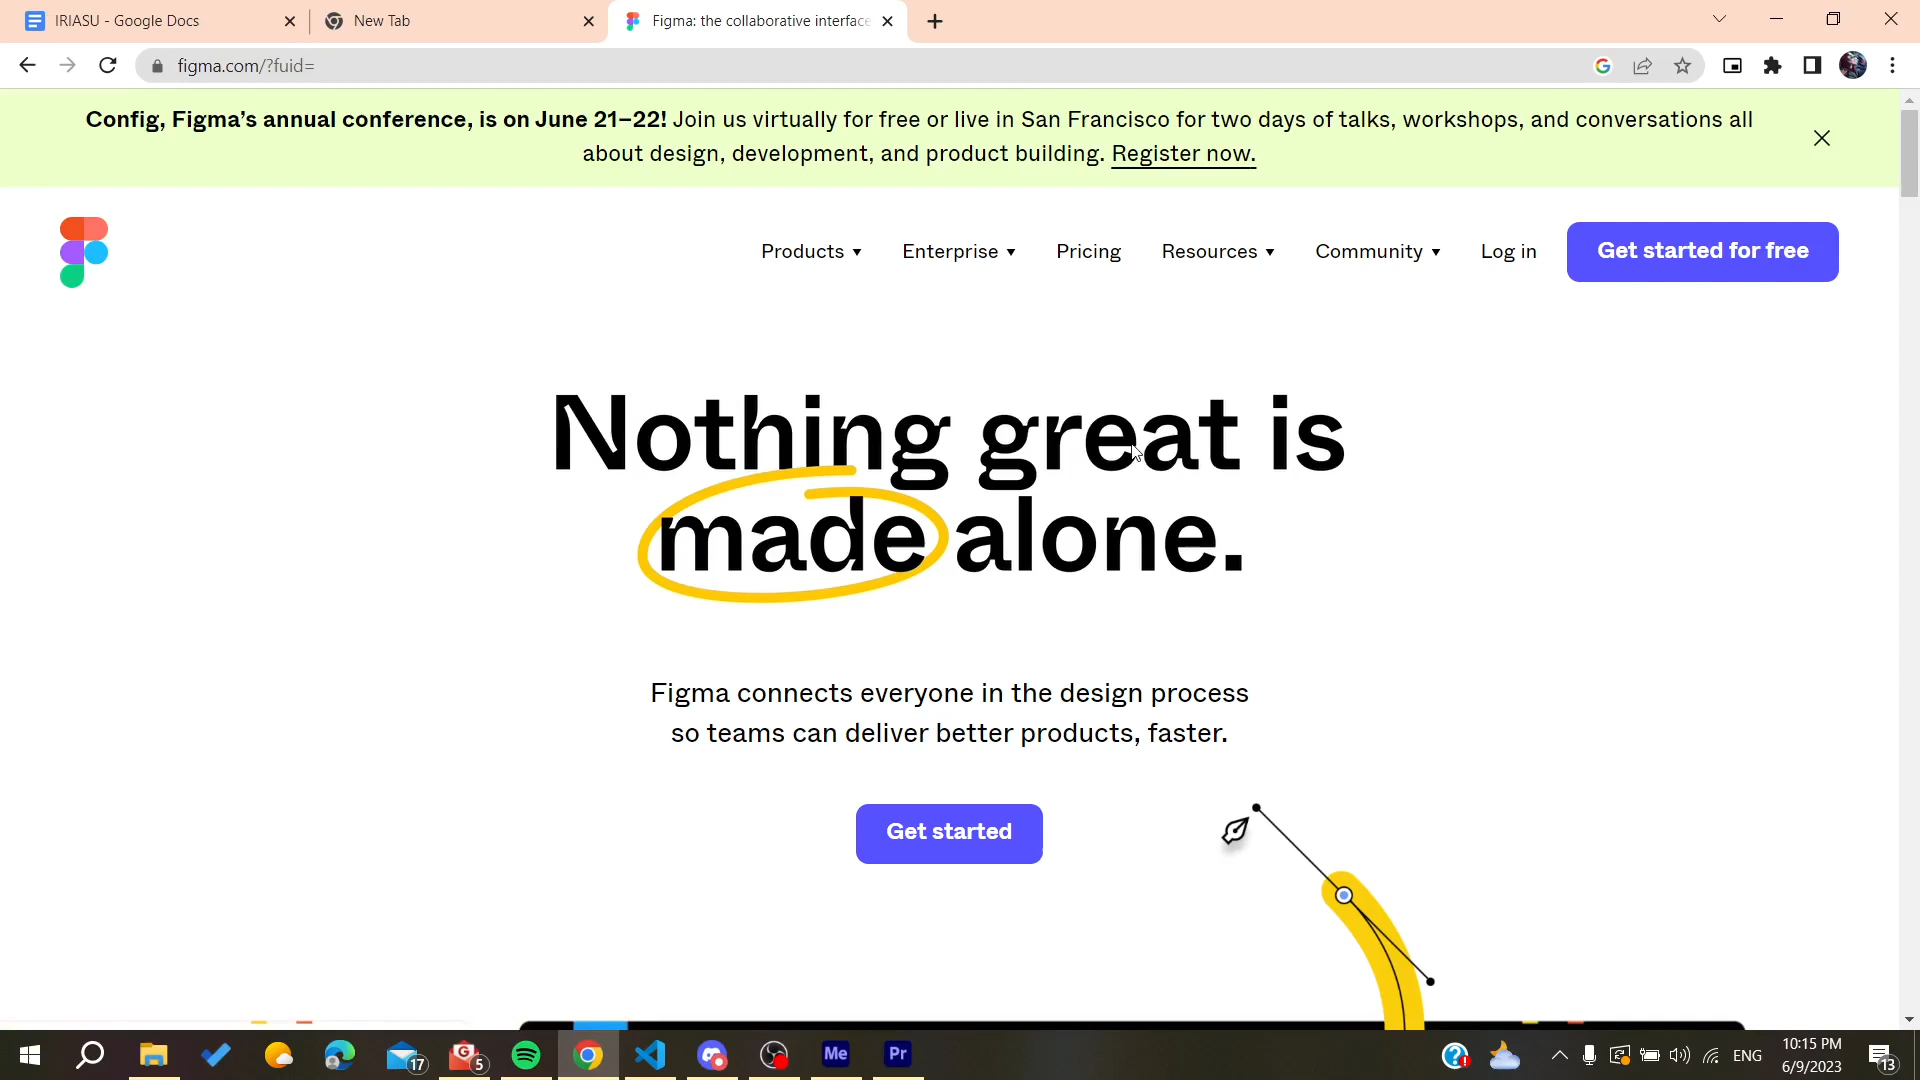 IRIASU - Google Docs
New Tab
Figma: the collaborative interface
figma.com/?fuid=
Config, Figma’s annual conference, is on June 21–22! Join us virtually for free or live in San Francisco for two days of talks, workshops, and conversations all
about design, development, and product building. Register now.
Products
Enterprise
Pricing
Resources
Community
Log in
Get started for free
Nothing great is
made alone.
Figma connects everyone in the design process
so teams can deliver better products, faster.
Get started
17
5
Me
Pr
ENG
10:15 PM
6/9/2023
13